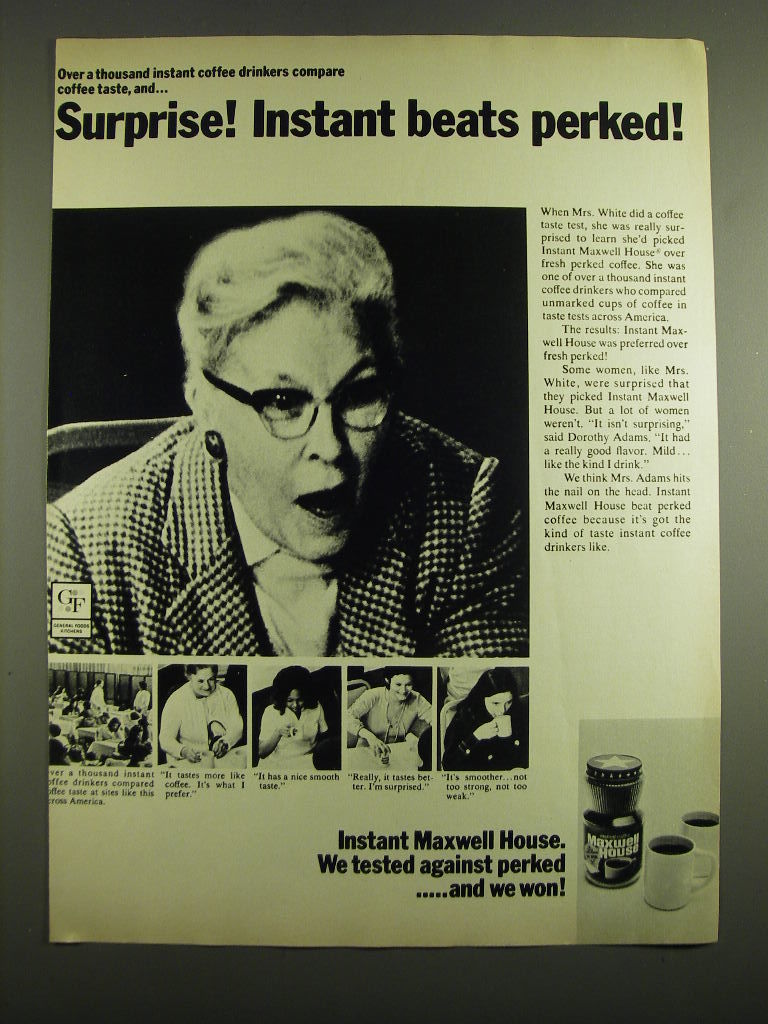 Over a thousand instant coffee drinkers compare
coffee taste, and...
Surprise! Instant beats perked!
When Mrs. White did a coffee
taste test, she was really sur-
prised to learn she'd picked
Instant Maxwell House® over
fresh perked coffee. She was
one of over a thousand instant
coffee drinkers who compared
unmarked cups of coffee in
taste tests across America.
The results: Instant Max-
well House was preferred over
fresh perked!
Some women, like Mrs.
White, were surprised that
they picked Instant Maxwell
House. But a lot of women
weren't. "It isn't surprising,"
said Dorothy Adams. "It had
a really good flavor. Mild...
like the kind I drink."
We think Mrs. Adams hits
the nail on the head. Instant
Maxwell House beat perked
coffee because it's got the
kind of taste instant coffee
drinkers like.
GF
GENERAL FOODS
KITCHENS
ver a thousand instant
offee drinkers compared
offee taste at sites like this
cross America.
"It tastes more like
coffee. It's what I
prefer."
"It has a nice smooth
taste."
"Really, it tastes bet-
ter. I'm surprised."
"It's smoother...not
too strong, not too
weak."
Instant Maxwell House.
We tested against perked
.....and we won!
Maxwell
House